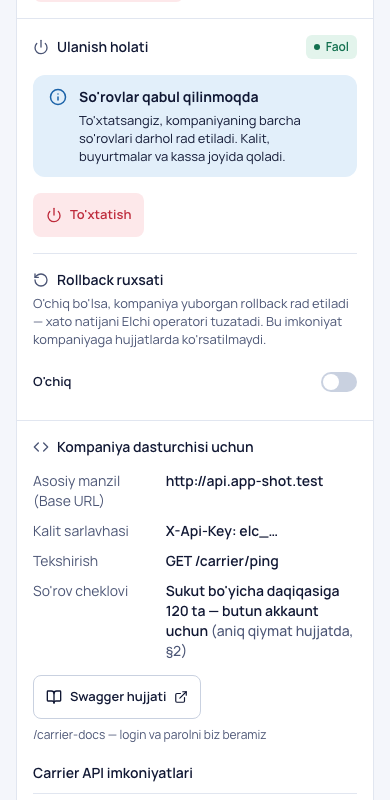 Ulanish holati
Faol
So'rovlar qabul qilinmoqda
To'xtatsangiz, kompaniyaning barcha
so'rovlari darhol rad etiladi. Kalit,
buyurtmalar va kassa joyida qoladi.
To'xtatish
Rollback ruxsati
O'chiq bo'lsa, kompaniya yuborgan rollback rad etiladi
— xato natijani Elchi operatori tuzatadi. Bu imkoniyat
kompaniyaga hujjatlarda ko'rsatilmaydi.
O'chiq
Kompaniya dasturchisi uchun
Asosiy manzil
(Base URL)
http://api.app-shot.test
Kalit sarlavhasi
X-Api-Key: elc_…
Tekshirish
GET /carrier/ping
So'rov cheklovi
Sukut bo'yicha daqiqasiga
120 ta — butun akkaunt
uchun (aniq qiymat hujjatda,
§2)
Swagger hujjati
/carrier-docs — login va parolni biz beramiz
Carrier API imkoniyatlari